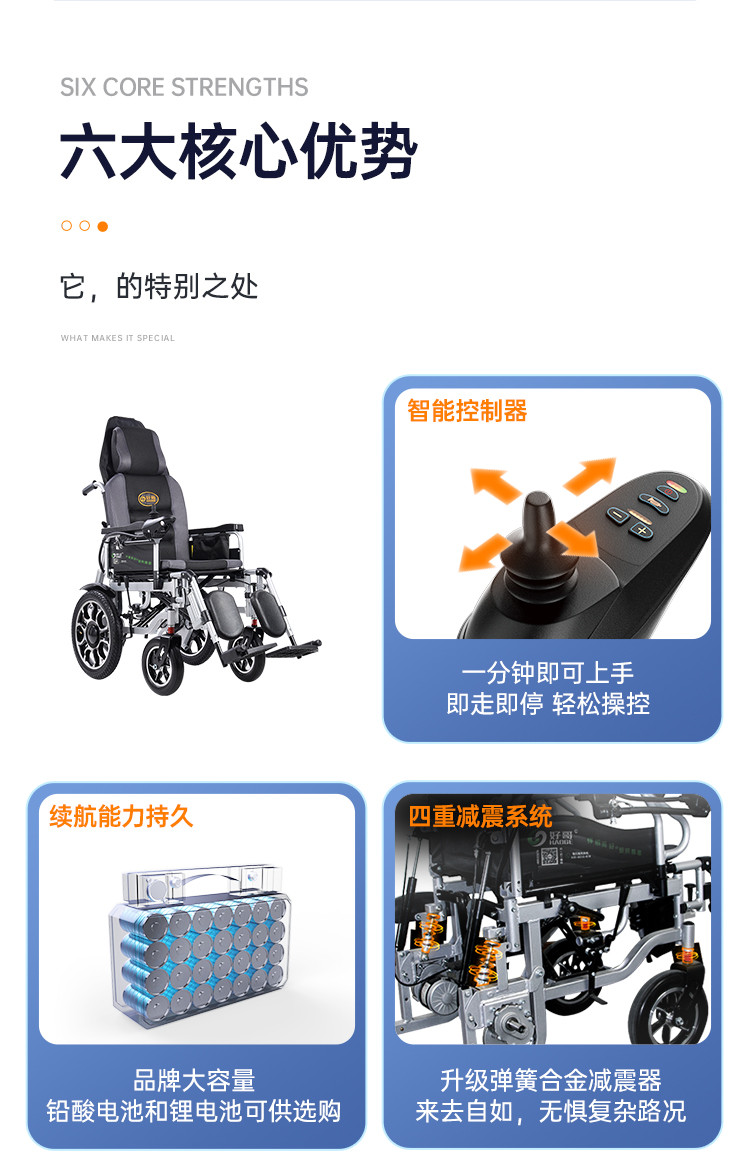 SIX CORE STRENGTHS
六大核心优势
它，的特别之处
WHAT MAKES IT SPECIAL
智能控制器
一分钟即可上手
即走即停 轻松操控
续航能力持久
品牌大容量
铅酸电池和锂电池可供选购
四重减震系统
好哥
HAOGE
升级弹簧合金减震器
来去自如，无惧复杂路况